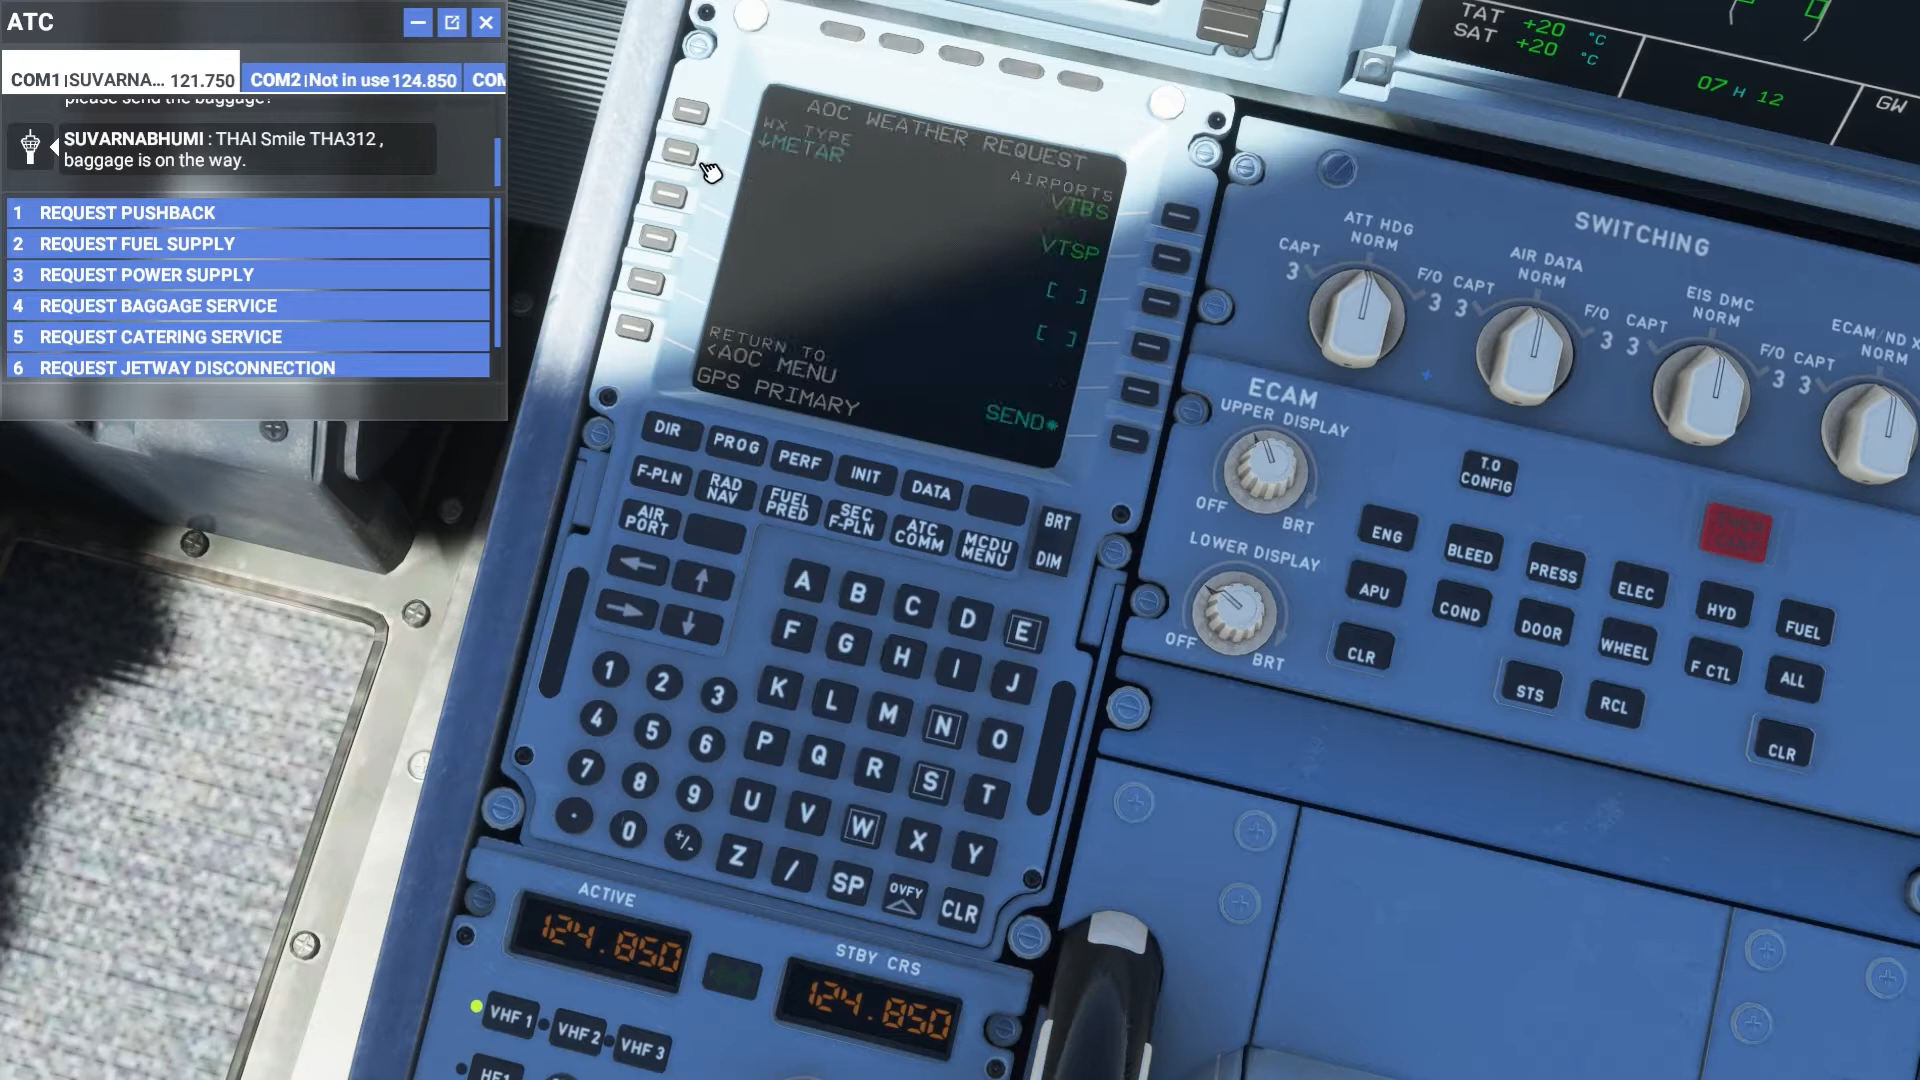 ATC
COM1 |SUVARNA... 121.750
COM2 |Not in use 124.850
COM
please send the baggage?
SUVARNABHUMI : THAI Smile THA312 ,
baggage is on the way.
1 REQUEST PUSHBACK
2 REQUEST FUEL SUPPLY
3 REQUEST POWER SUPPLY
4 REQUEST BAGGAGE SERVICE
5 REQUEST CATERING SERVICE
6 REQUEST JETWAY DISCONNECTION
AOC WEATHER REQUEST
WX TYPE
↓METAR
AIRPORTS
VTBS
VTSP
[ ]
[ ]
RETURN TO
<AOC MENU
SEND*
GPS PRIMARY
DIR PROG PERF INIT DATA
F-PLN RAD NAV FUEL PRED SEC F-PLN ATC COMM MCDU MENU
BRT
DIM
AIR PORT
← ↑
→ ↓
A B C D E
F G H I J
K L M N O
P Q R S T
U V W X Y
Z / SP OVFY CLR
1 2 3
4 5 6
7 8 9
. 0 +/-
ACTIVE
124.850
STBY CRS
124.850
VHF 1 VHF 2 VHF 3
HF1
TAT +20 °C
SAT +20 °C
07 H 12
GW
SWITCHING
ATT HDG
NORM
CAPT
3
F/O
3
AIR DATA
NORM
CAPT
3
F/O
3
EIS DMC
NORM
CAPT
3
F/O
3
ECAM/ND X
NORM
CAPT
3
ECAM
UPPER DISPLAY
OFF
BRT
LOWER DISPLAY
OFF
BRT
T.O
CONFIG
ENG BLEED PRESS ELEC HYD FUEL
APU COND DOOR WHEEL F CTL ALL
CLR STS RCL CLR